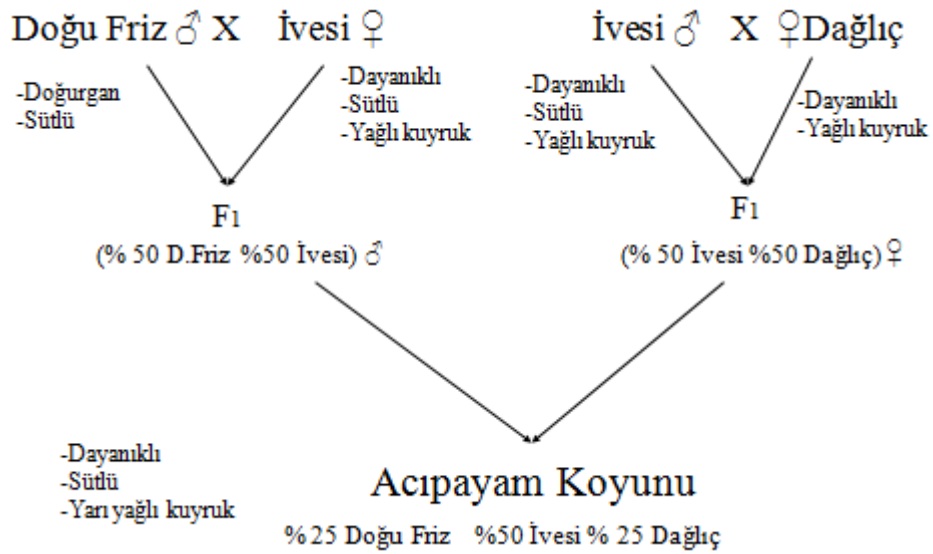 Doğu Friz ♂ X İvesi ♀
İvesi ♂ X ♀Dağlıç
-Doğurgan
-Sütlü
-Dayanıklı
-Sütlü
-Yağlı kuyruk
-Dayanıklı
-Sütlü
-Yağlı kuyruk
-Dayanıklı
-Yağlı kuyruk
F1
(% 50 D.Friz %50 İvesi) ♂
F1
(% 50 İvesi %50 Dağlıç) ♀
-Dayanıklı
-Sütlü
-Yarı yağlı kuyruk
Acıpayam Koyunu
%25 Doğu Friz %50 İvesi % 25 Dağlıç